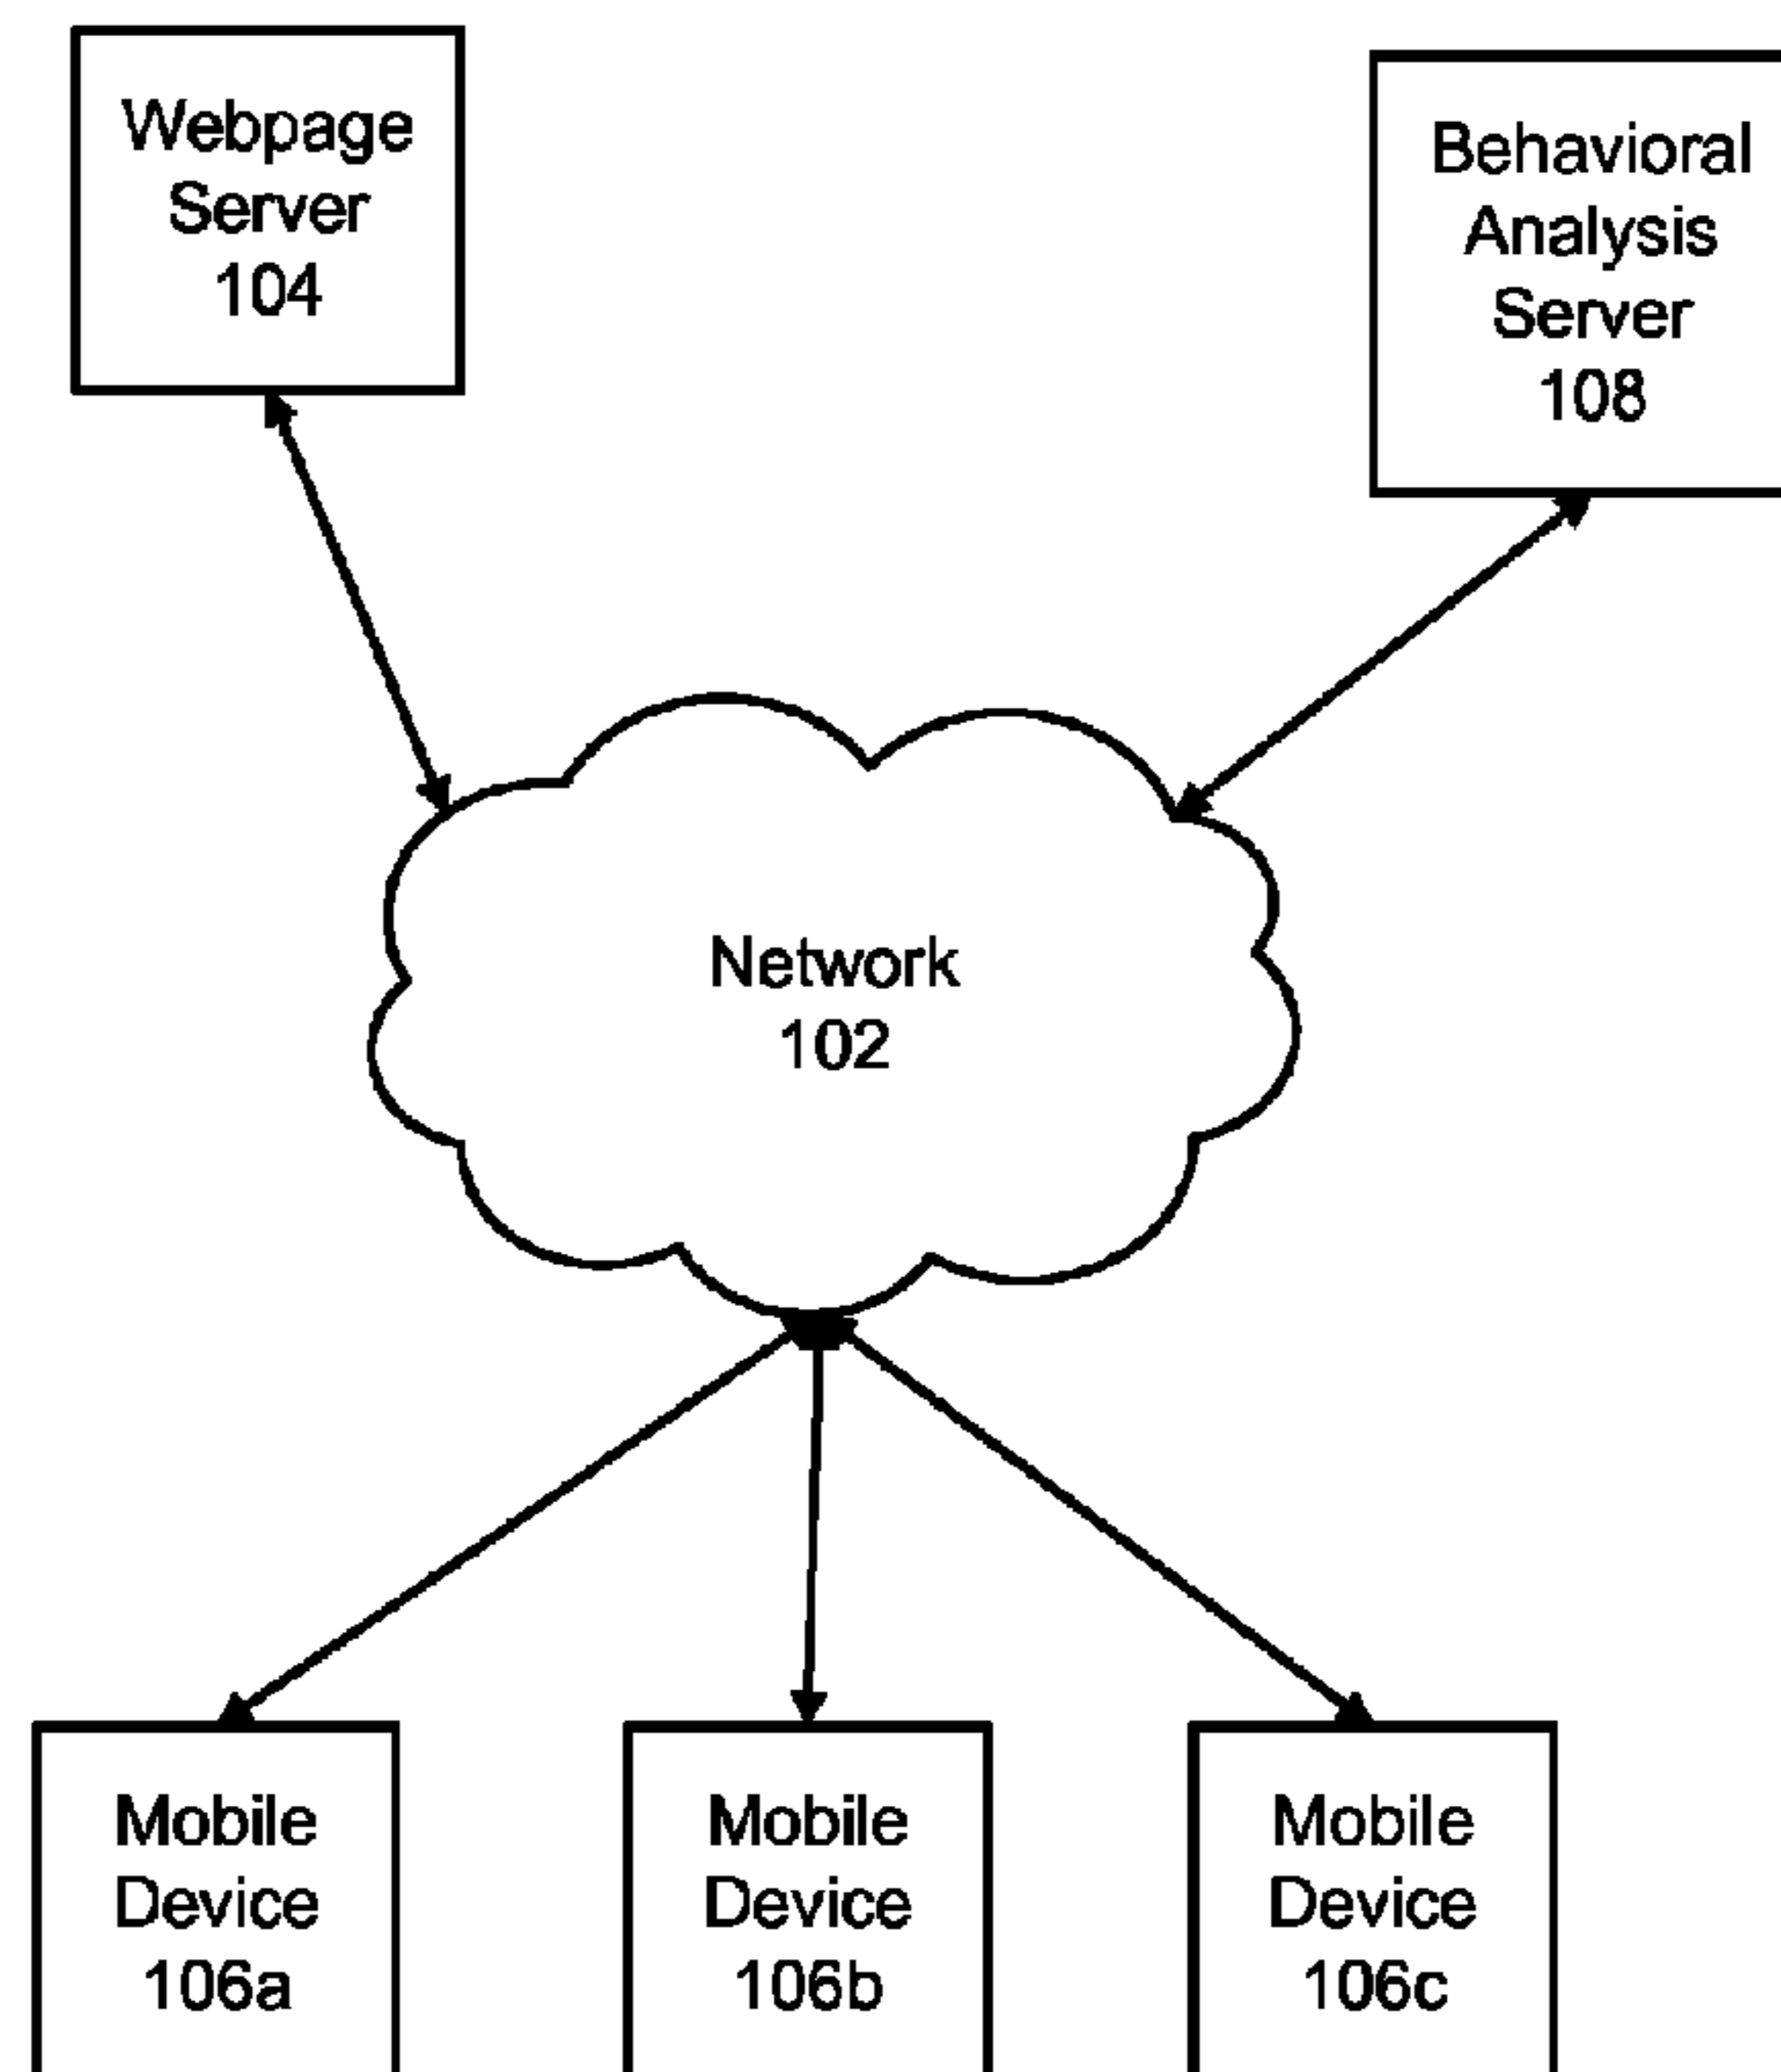 Webpage
Server
104
Behavioral
Analysis
Server
108
Network
102
Mobile
Device
106a
Mobile
Device
106b
Mobile
Device
106c